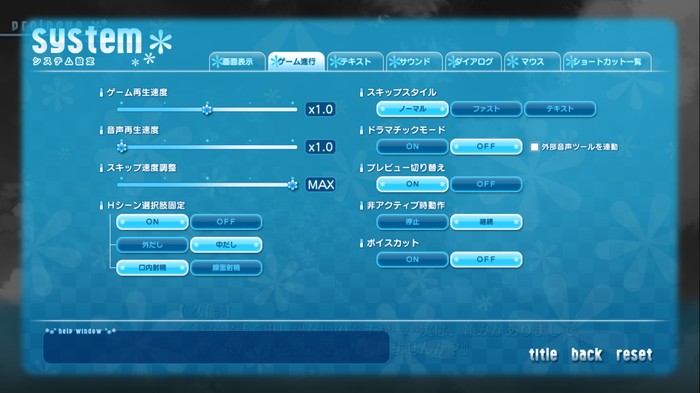 prologue
system
システム設定
画面表示
ゲーム進行
テキスト
サウンド
ダイアログ
マウス
ショートカット一覧
ゲーム再生速度
x1.0
音声再生速度
x1.0
スキップ速度調整
MAX
Hシーン選択肢固定
ON OFF
外だし 中だし
口内射精 顔面射精
スキップスタイル
ノーマル ファスト テキスト
ドラマチックモード
ON OFF 外部音声ツールを連動
プレビュー切り替え
ON OFF
非アクティブ時動作
停止 継続
ボイスカット
ON OFF
help window
title back reset